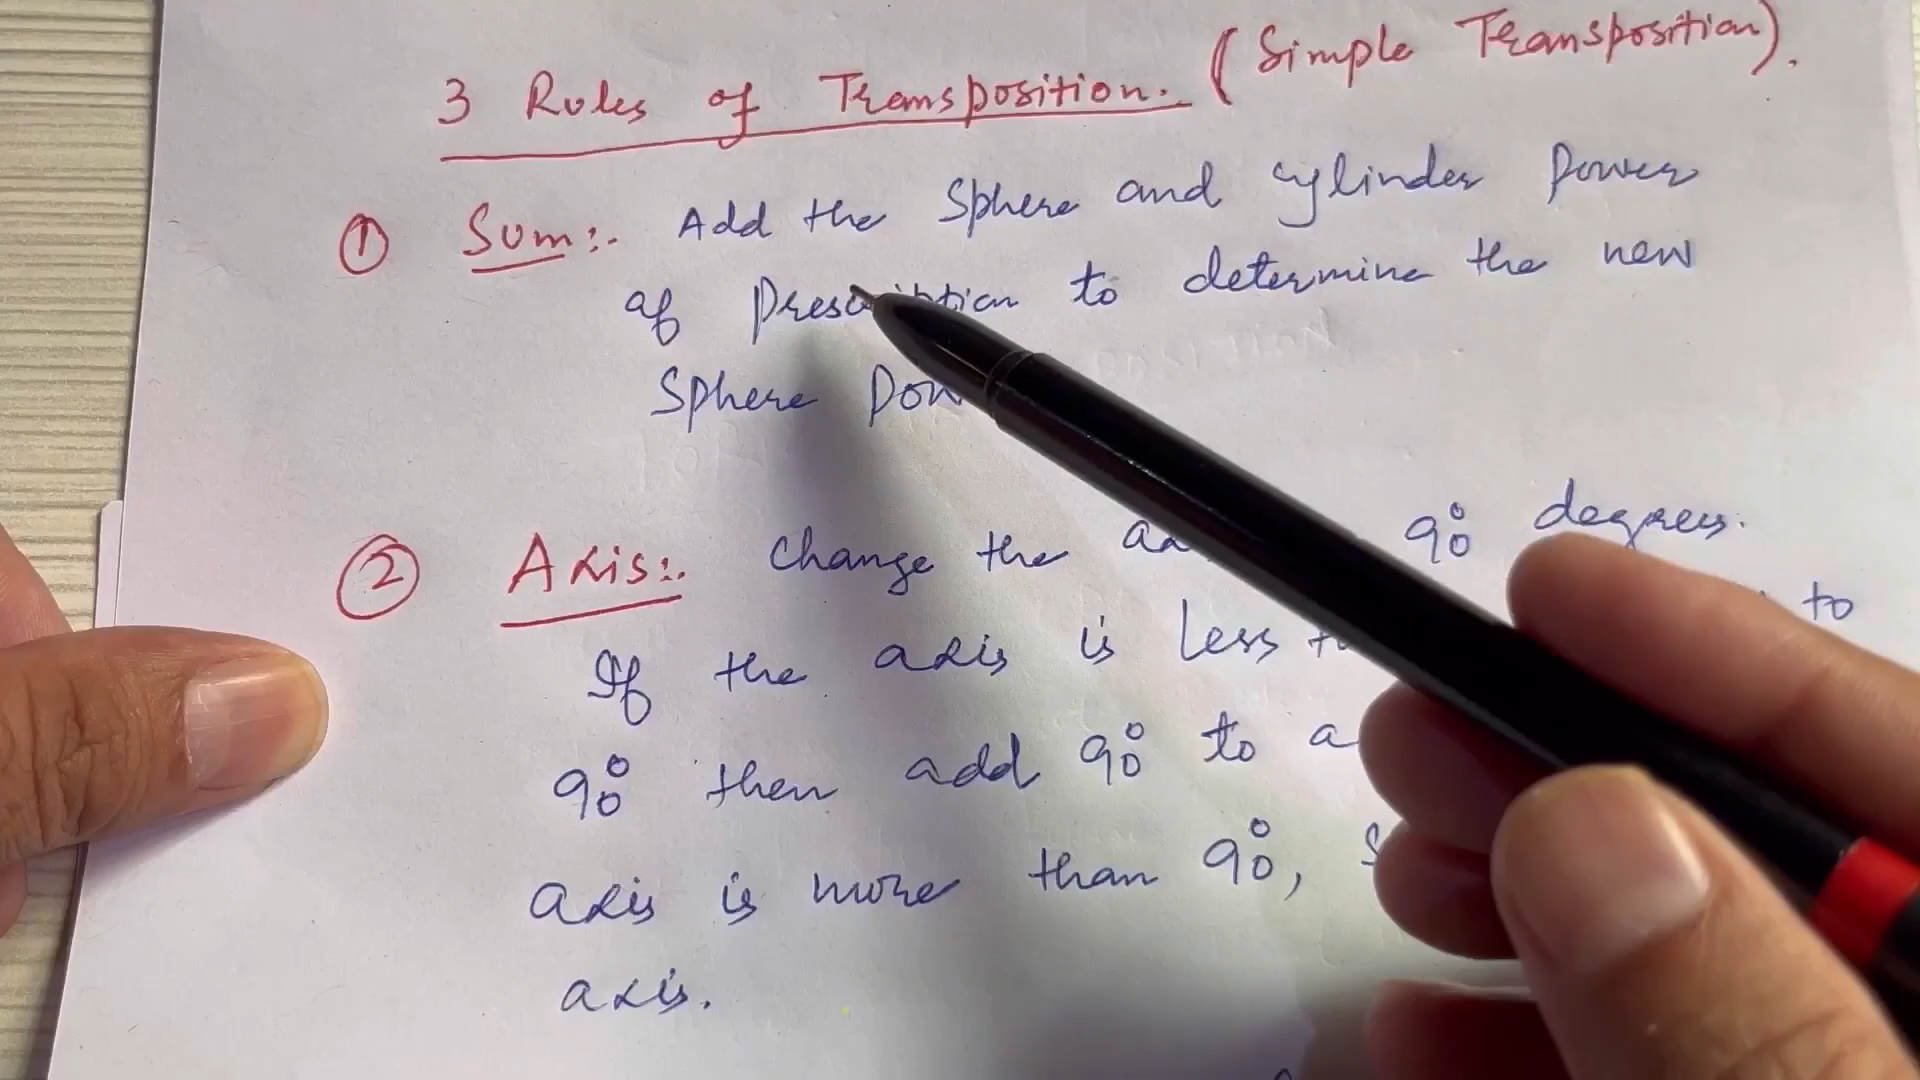 3 Rules of Transposition. (Simple Transposition).
① Sum:- Add the Sphere and cylinder power
of Prescription to determine the new
Sphere
② Axis:- Change the 90° degrees.
to
If the axis is less
90° then add 90° to
axis is more than 90°,
axis.